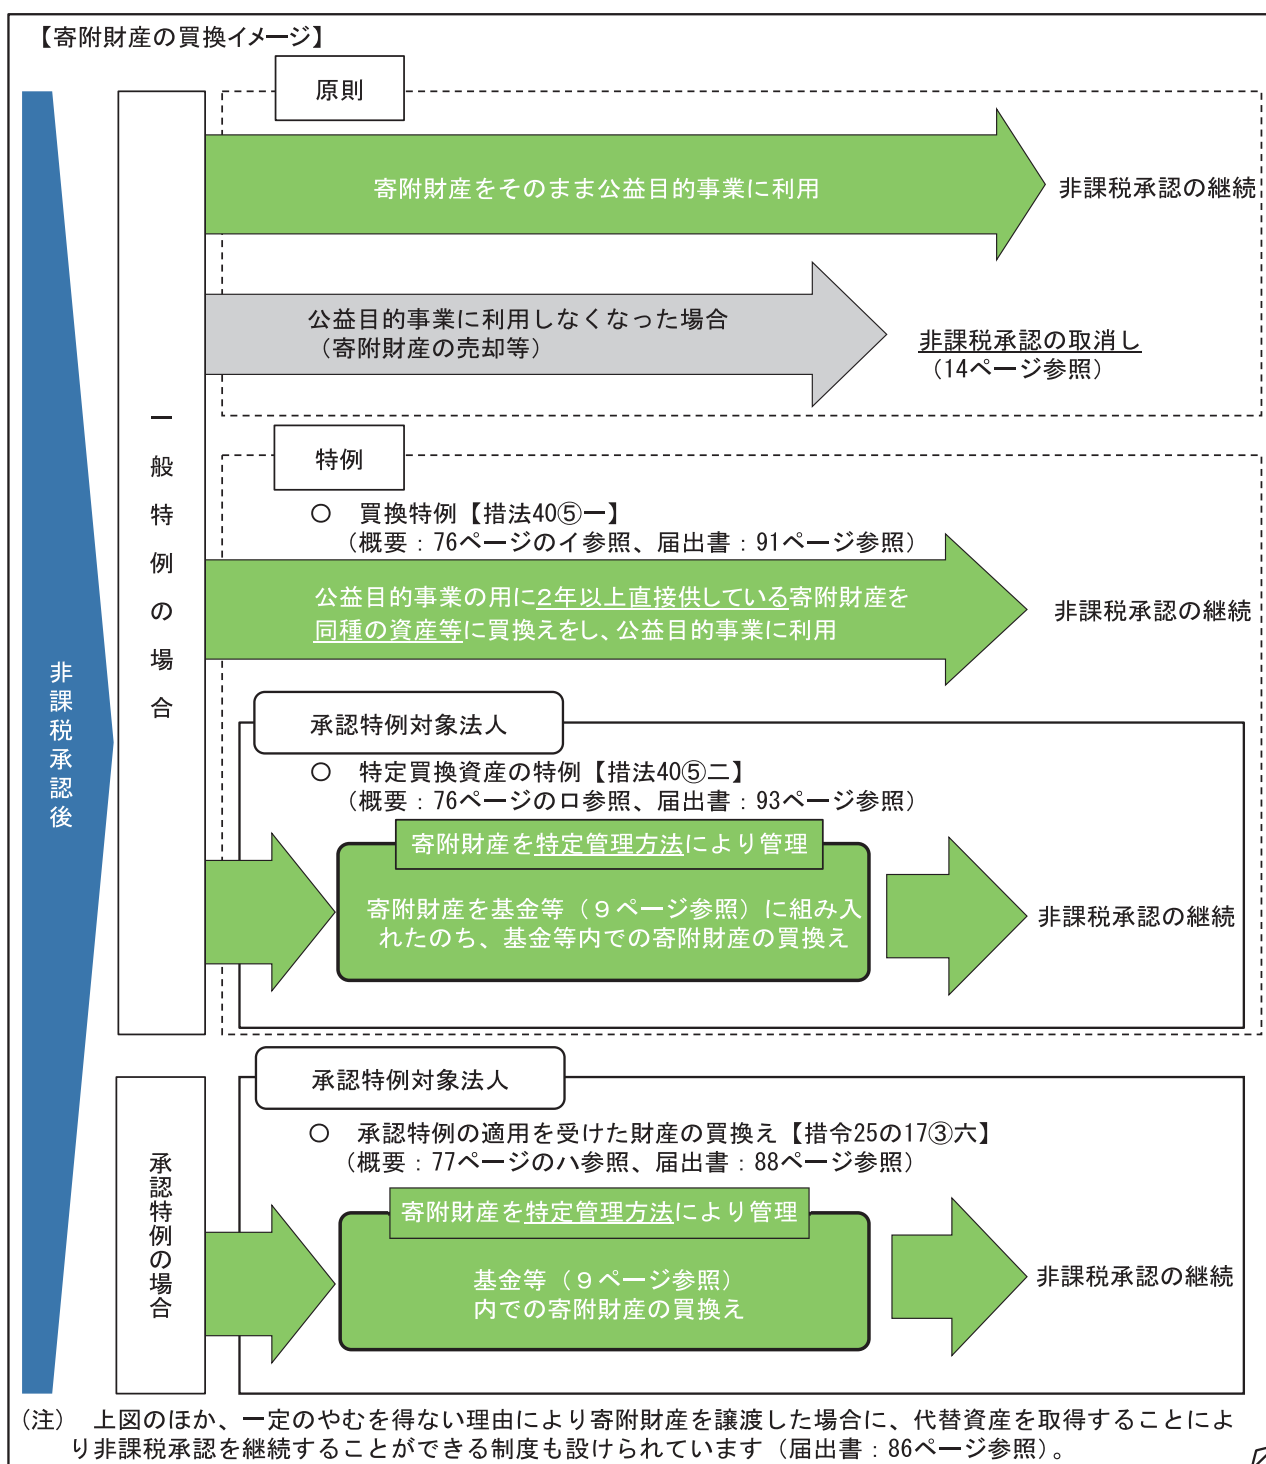 【寄附財産の買換イメージ】
原則
寄附財産をそのまま公益目的事業に利用
非課税承認の継続
公益目的事業に利用しなくなった場合
（寄附財産の売却等）
非課税承認の取消し
（14ページ参照）
一般特例の場合
特例
○　買換特例【措法40⑤一】
（概要：76ページのイ参照、届出書：91ページ参照）
公益目的事業の用に２年以上直接供している寄附財産を
同種の資産等に買換えをし、公益目的事業に利用
非課税承認の継続
非課税承認後
承認特例対象法人
○　特定買換資産の特例【措法40⑤二】
（概要：76ページのロ参照、届出書：93ページ参照）
寄附財産を特定管理方法により管理
寄附財産を基金等（９ページ参照）に組み入
れたのち、基金等内での寄附財産の買換え
非課税承認の継続
承認特例の場合
承認特例対象法人
○　承認特例の適用を受けた財産の買換え【措令25の17③六】
（概要：77ページのハ参照、届出書：88ページ参照）
寄附財産を特定管理方法により管理
基金等（９ページ参照）
内での寄附財産の買換え
非課税承認の継続
（注）　上図のほか、一定のやむを得ない理由により寄附財産を譲渡した場合に、代替資産を取得することによ
り非課税承認を継続することができる制度も設けられています（届出書：86ページ参照）。